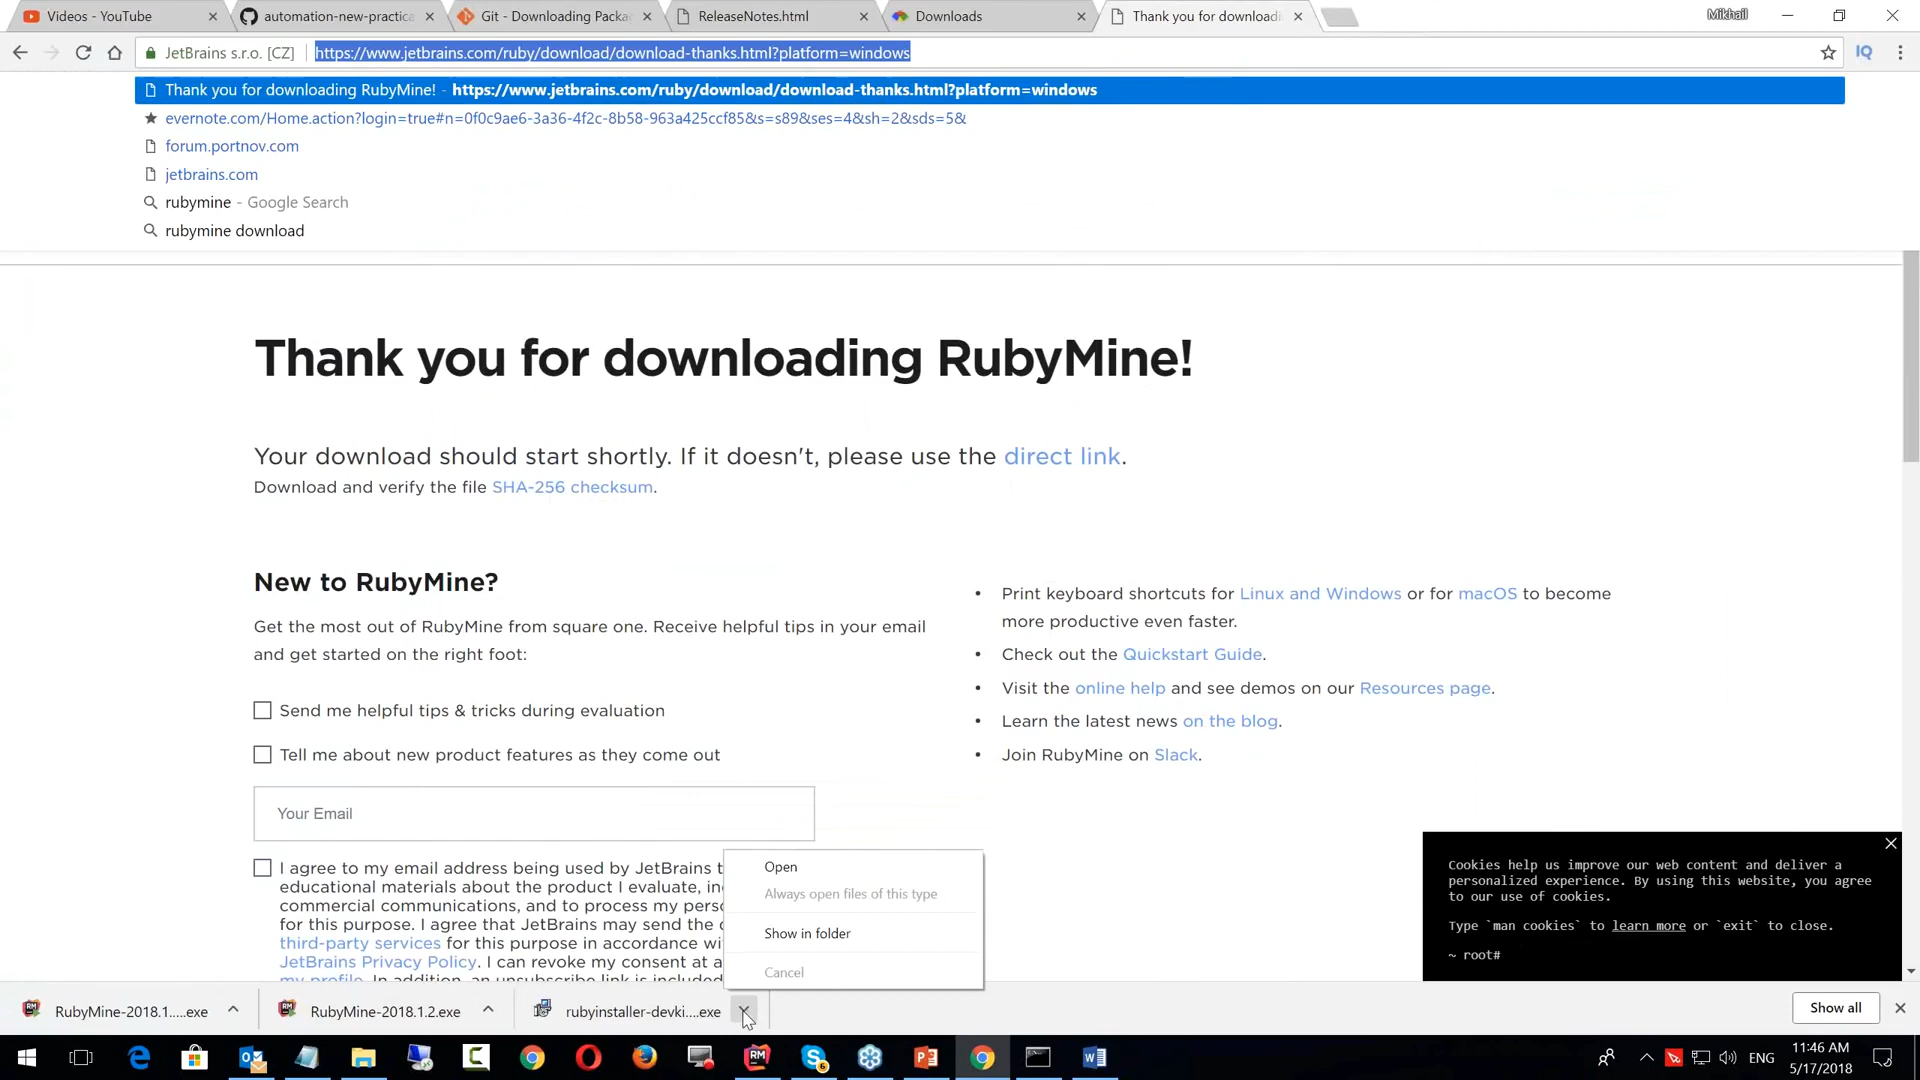 Videos - YouTube
automation-new-practica
Git - Downloading Packa
ReleaseNotes.html
Downloads
Thank you for downloadi
Mikhail
JetBrains s.r.o. [CZ]
https://www.jetbrains.com/ruby/download/download-thanks.html?platform=windows
IQ
Thank you for downloading RubyMine! - https://www.jetbrains.com/ruby/download/download-thanks.html?platform=windows
evernote.com/Home.action?login=true#n=0f0c9ae6-3a36-4f2c-8b58-963a425ccf85&s=s89&ses=4&sh=2&sds=5&
forum.portnov.com
jetbrains.com
rubymine - Google Search
rubymine download
Thank you for downloading RubyMine!
Your download should start shortly. If it doesn't, please use the direct link.
Download and verify the file SHA-256 checksum.
New to RubyMine?
Get the most out of RubyMine from square one. Receive helpful tips in your email
and get started on the right foot:
Send me helpful tips & tricks during evaluation
Tell me about new product features as they come out
Your Email
I agree to my email address being used by JetBrains t
educational materials about the product I evaluate, in
commercial communications, and to process my pers
for this purpose. I agree that JetBrains may send the
third-party services for this purpose in accordance wi
JetBrains Privacy Policy. I can revoke my consent at a
my profile. In addition, an unsubscribe link is included
• Print keyboard shortcuts for Linux and Windows or for macOS to become
more productive even faster.
• Check out the Quickstart Guide.
• Visit the online help and see demos on our Resources page.
• Learn the latest news on the blog.
• Join RubyMine on Slack.
Open
Always open files of this type
Show in folder
Cancel
Cookies help us improve our web content and deliver a
personalized experience. By using this website, you agree
to our use of cookies.
Type `man cookies` to learn more or `exit` to close.
~ root#
RubyMine-2018.1.....exe
RubyMine-2018.1.2.exe
rubyinstaller-devki....exe
Show all
RM
6
ENG
11:46 AM
5/17/2018